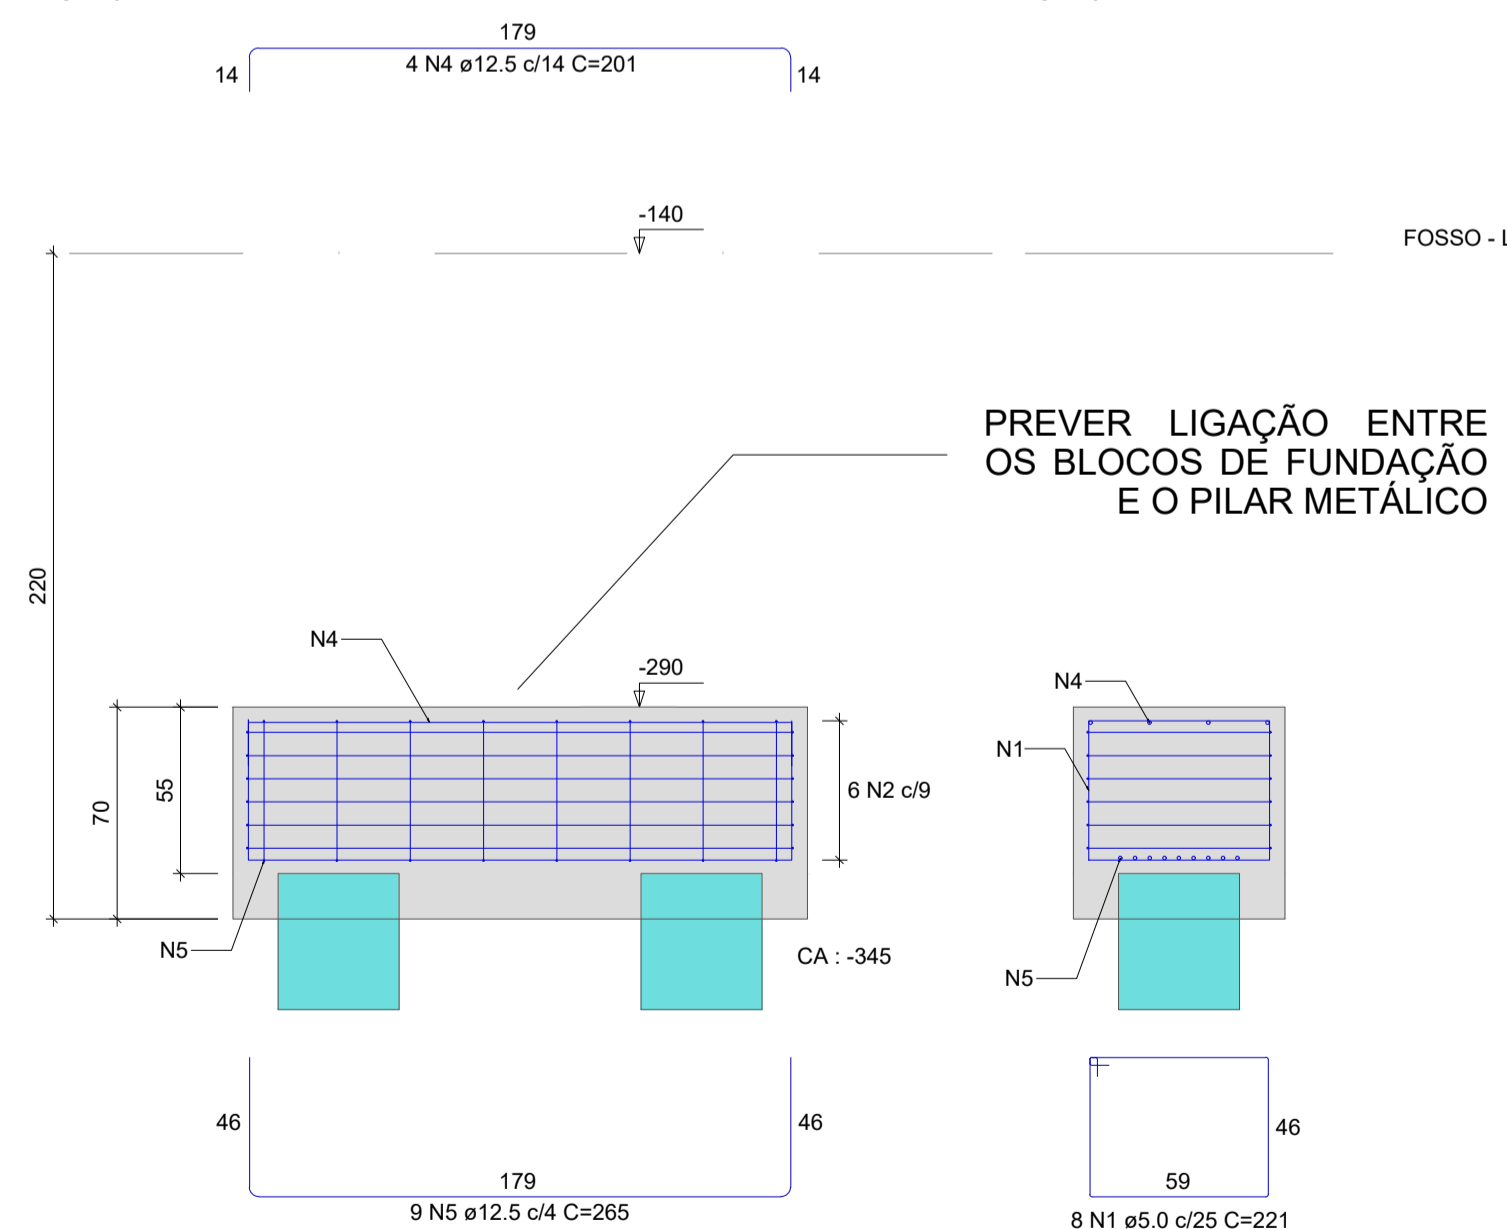 179
4 N4 ø12.5 c/14 C=201
14
14
-140
FOSSO - L
PREVER LIGAÇÃO ENTRE
OS BLOCOS DE FUNDAÇÃO
E O PILAR METÁLICO
220
N4
-290
N4
N1
55
70
6 N2 c/9
N5
CA : -345
N5
46
46
179
9 N5 ø12.5 c/4 C=265
46
59
8 N1 ø5.0 c/25 C=221